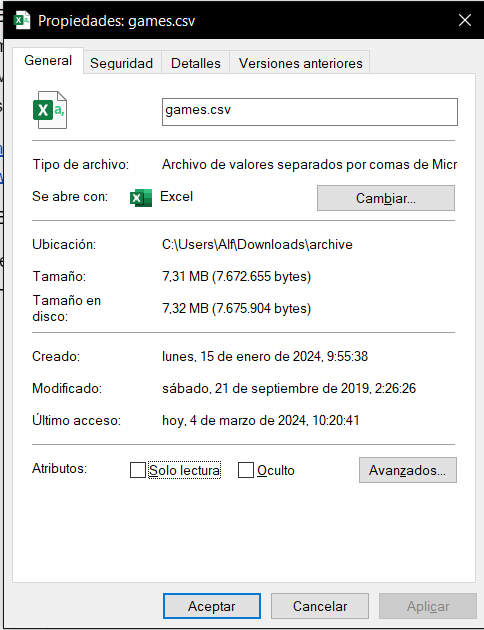 Propiedades: games.csv
General
Seguridad
Detalles
Versiones anteriores
a,
games.csv
Tipo de archivo: Archivo de valores separados por comas de Micr
Se abre con: Excel Cambiar...
Ubicación: C:\Users\Alf\Downloads\archive
Tamaño: 7,31 MB (7.672.655 bytes)
Tamaño en disco: 7,32 MB (7.675.904 bytes)
Creado: lunes, 15 de enero de 2024, 9:55:38
Modificado: sábado, 21 de septiembre de 2019, 2:26:26
Último acceso: hoy, 4 de marzo de 2024, 10:20:41
Atributos: Solo lectura Oculto Avanzados...
Aceptar Cancelar Aplicar